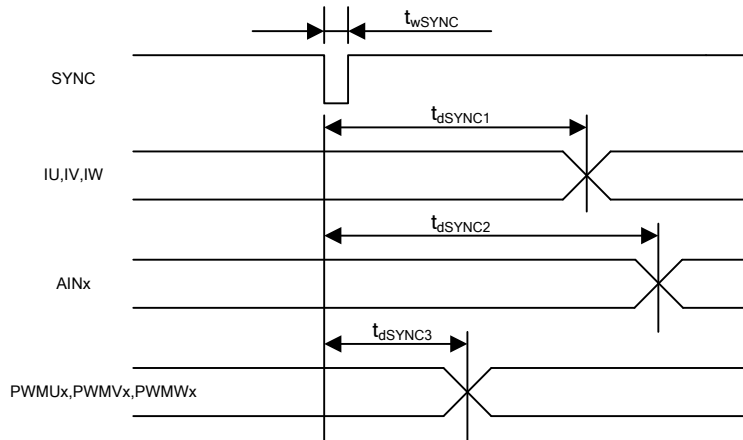 twSYNC
SYNC
tdSYNC1
IU,IV,IW
tdSYNC2
AINx
tdSYNC3
PWMUx,PWMVx,PWMWx